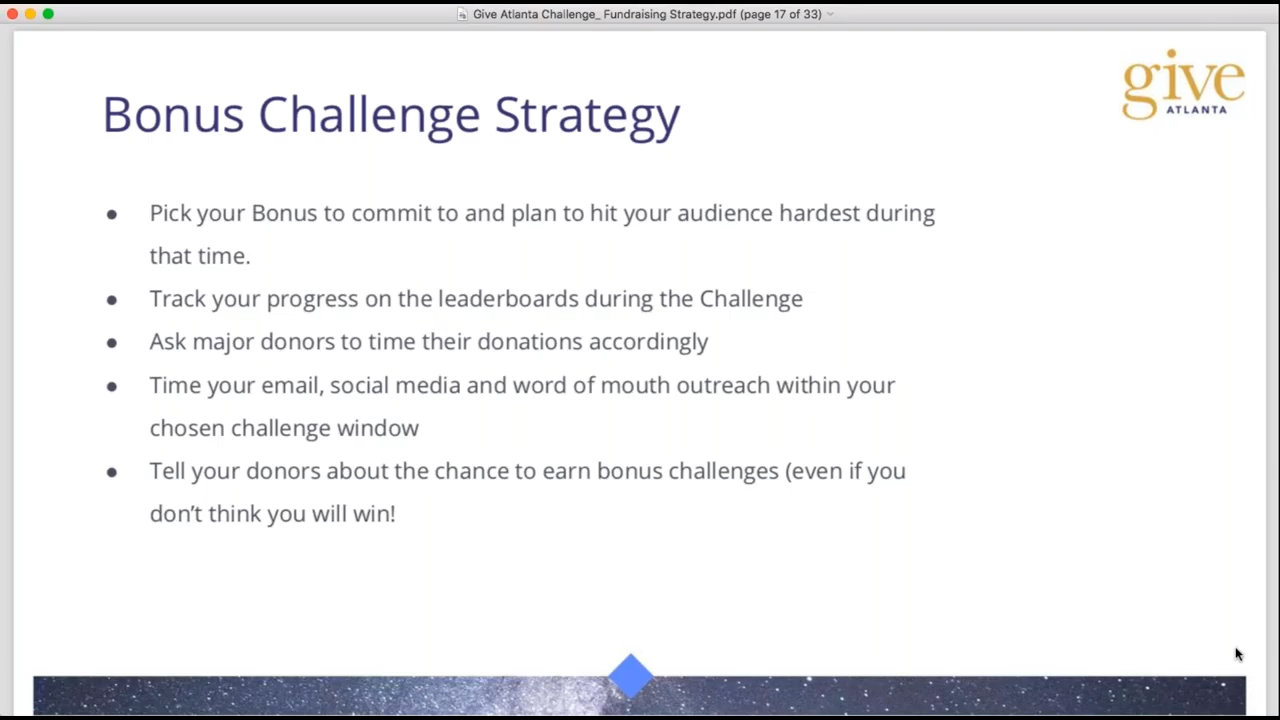 Give Atlanta Challenge_ Fundraising Strategy.pdf (page 17 of 33)
give
ATLANTA
Bonus Challenge Strategy
● Pick your Bonus to commit to and plan to hit your audience hardest during
that time.
● Track your progress on the leaderboards during the Challenge
● Ask major donors to time their donations accordingly
● Time your email, social media and word of mouth outreach within your
chosen challenge window
● Tell your donors about the chance to earn bonus challenges (even if you
don’t think you will win!